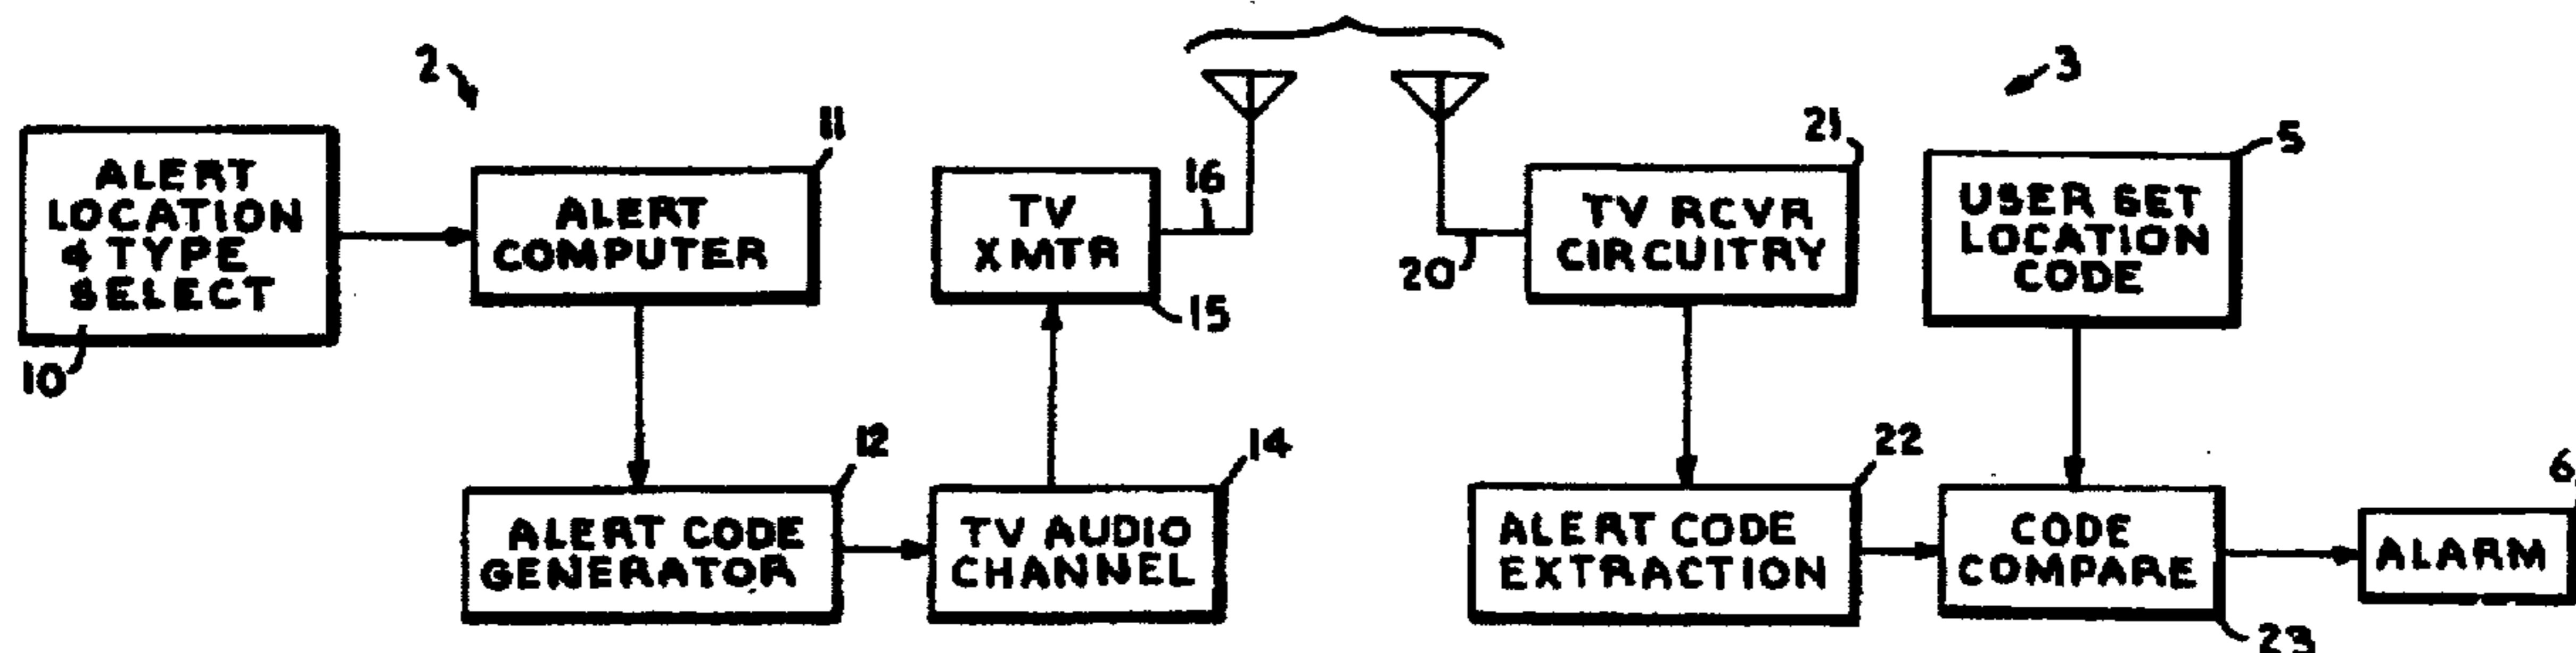 2
ALERT
LOCATION
& TYPE
SELECT
10
11
ALERT
COMPUTER
12
ALERT CODE
GENERATOR
14
TV AUDIO
CHANNEL
TV
XMTR
15
16
20
21
TV RCVR
CIRCUITRY
22
ALERT CODE
EXTRACTION
3
5
USER SET
LOCATION
CODE
CODE
COMPARE
23
6
ALARM